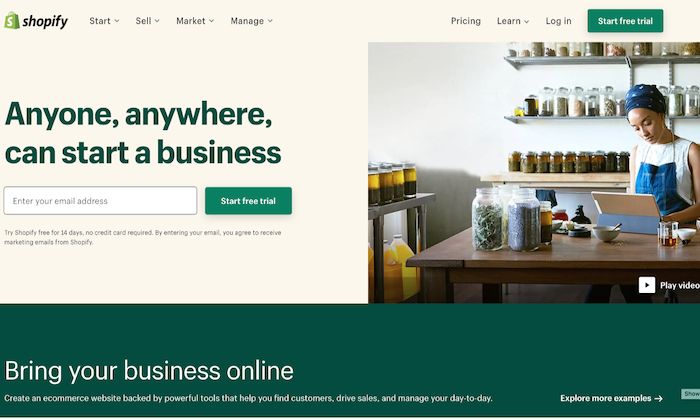 shopify
Start Sell Market Manage Pricing Learn Log in Start free trial
Anyone, anywhere,
can start a business
Enter your email address Start free trial
Try Shopify free for 14 days, no credit card required. By entering your email, you agree to receive
marketing emails from Shopify.
Play video
Bring your business online
Create an ecommerce website backed by powerful tools that help you find customers, drive sales, and manage your day-to-day.
Explore more examples →
Show